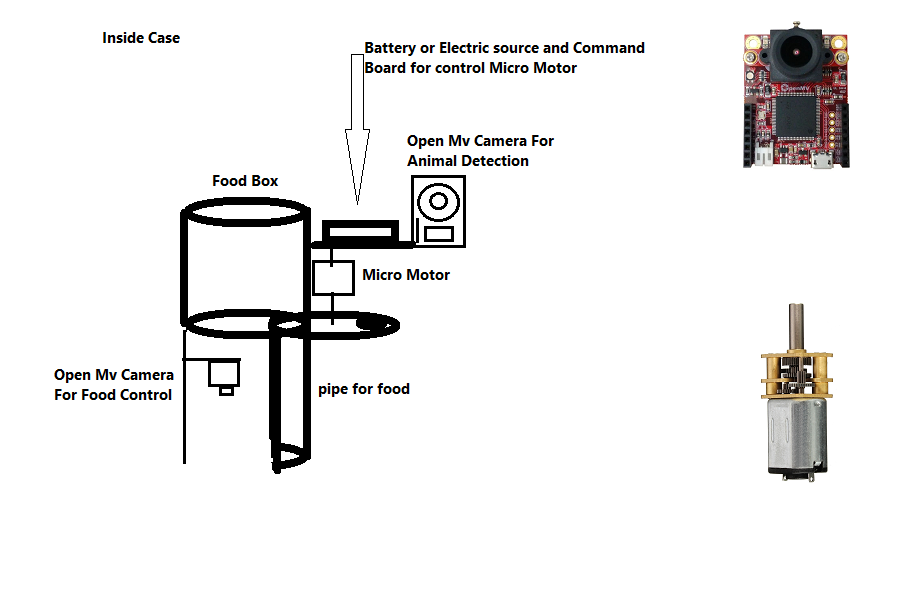 Inside Case
Battery or Electric source and Command
Board for control Micro Motor
Open Mv Camera For
Animal Detection
Food Box
Micro Motor
Open Mv Camera
For Food Control
pipe for food
OpenMV